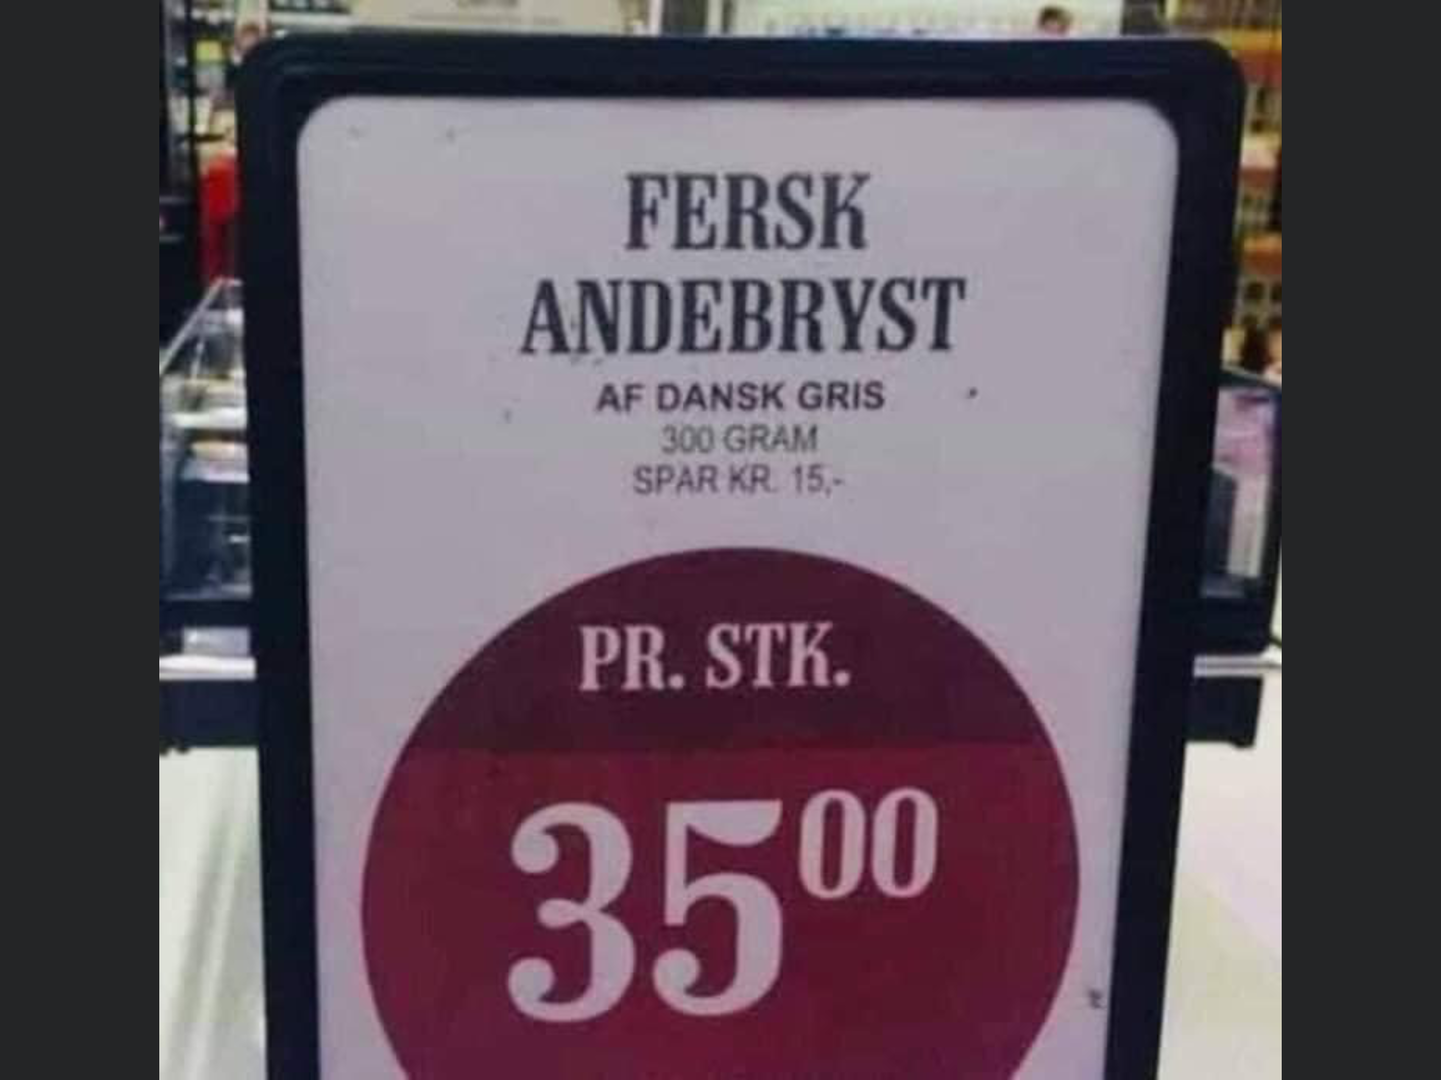 FERSK
ANDEBRYST
AF DANSK GRIS
300 GRAM
SPAR KR. 15,-
PR. STK.
3500